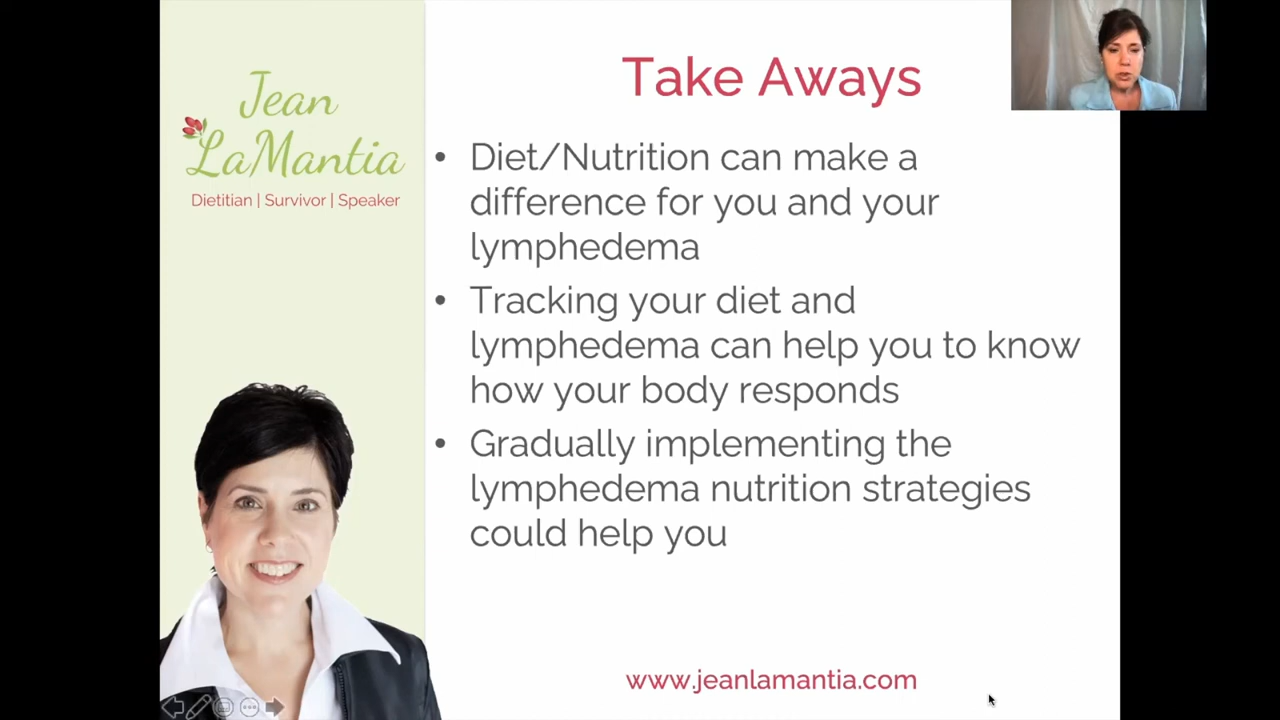 Jean
LaMantia
Dietitian | Survivor | Speaker
Take Aways
• Diet/Nutrition can make a
difference for you and your
lymphedema
• Tracking your diet and
lymphedema can help you to know
how your body responds
• Gradually implementing the
lymphedema nutrition strategies
could help you
www.jeanlamantia.com